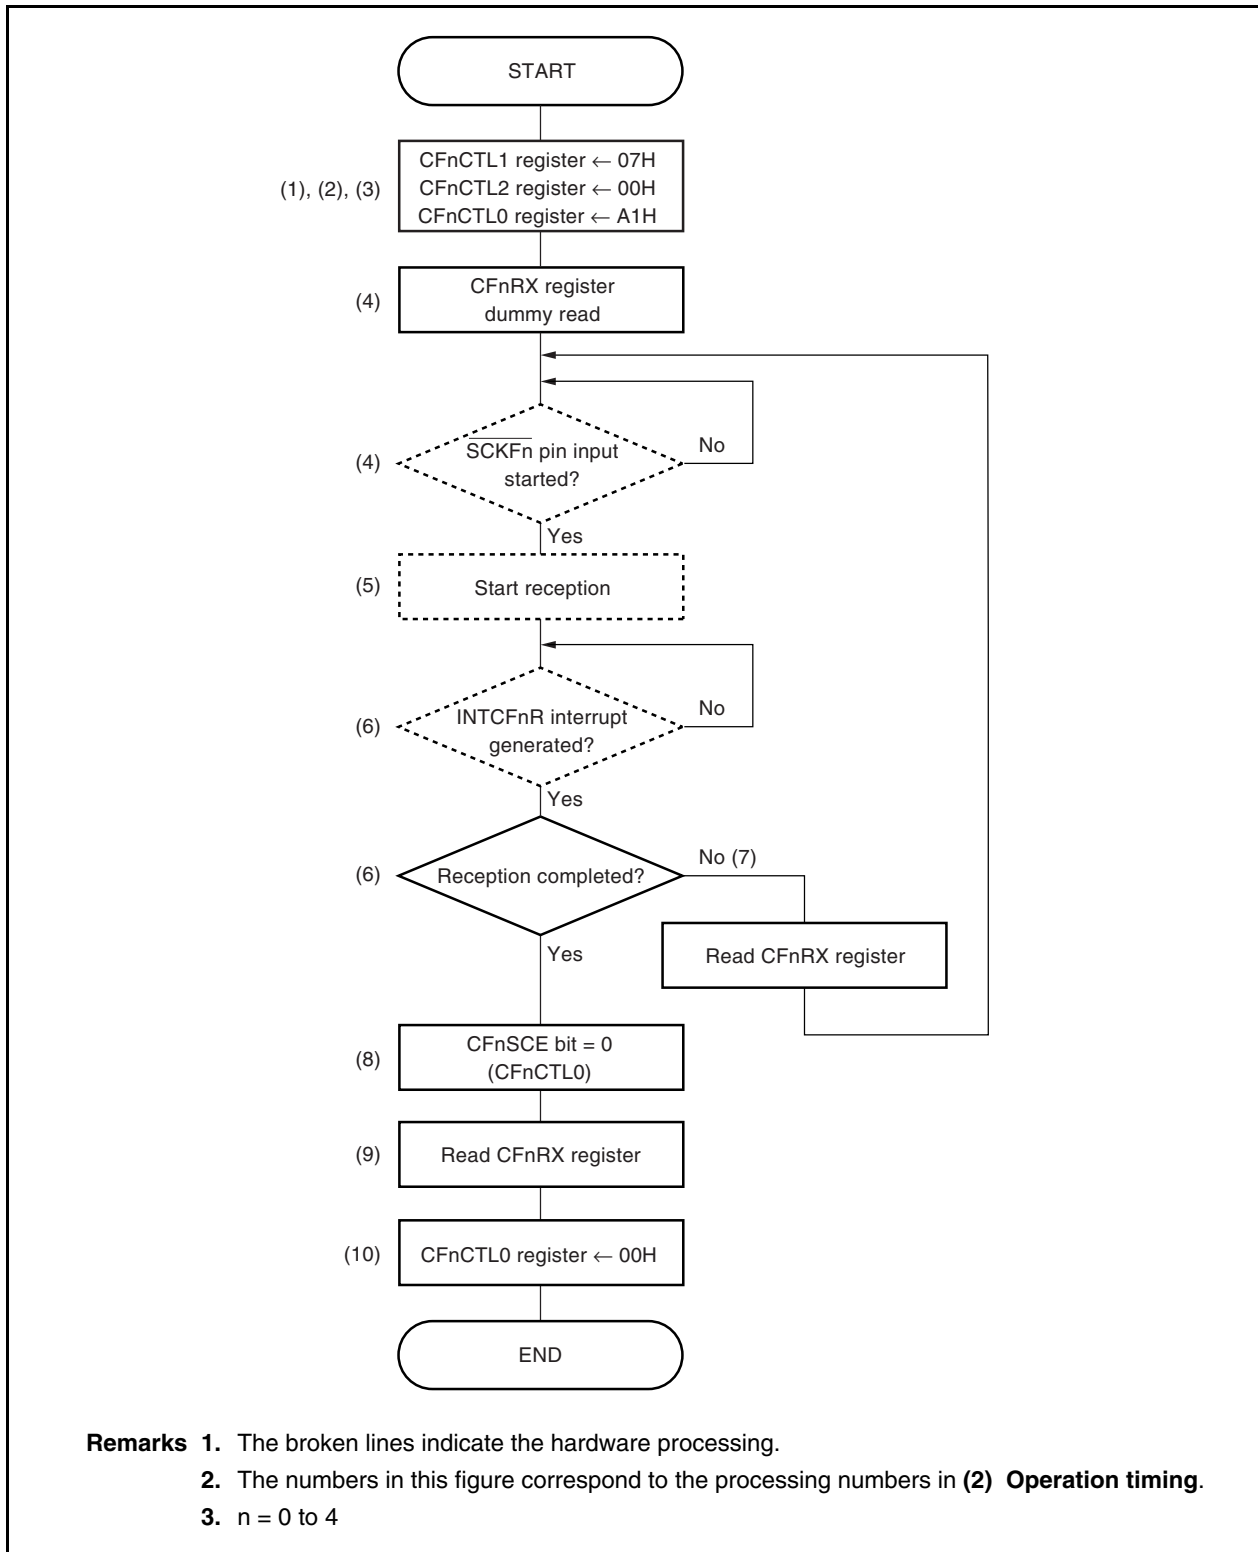 START
(1), (2), (3)
CFnCTL1 register ← 07H
CFnCTL2 register ← 00H
CFnCTL0 register ← A1H
(4)
CFnRX register
dummy read
(4)
SCKFn pin input
started?
No
Yes
(5)
Start reception
(6)
INTCFnR interrupt
generated?
No
Yes
(6)
Reception completed?
No (7)
Yes
Read CFnRX register
(8)
CFnSCE bit = 0
(CFnCTL0)
(9)
Read CFnRX register
(10)
CFnCTL0 register ← 00H
END
Remarks 1. The broken lines indicate the hardware processing.
2. The numbers in this figure correspond to the processing numbers in (2) Operation timing.
3. n = 0 to 4